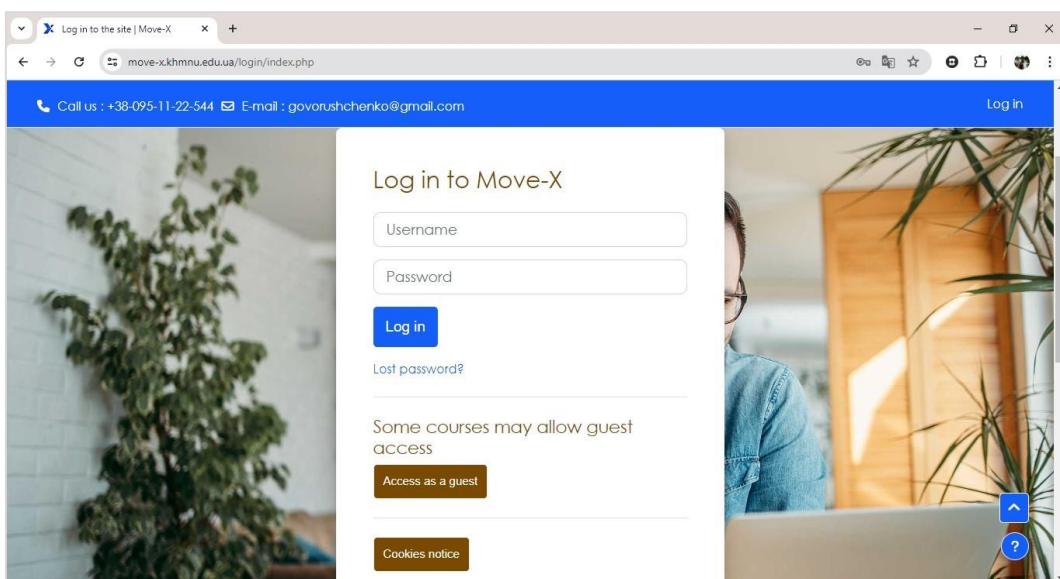 Log in to the site | Move-X
move-x.khmnu.edu.ua/login/index.php
Call us : +38-095-11-22-544 E-mail : govorushchenko@gmail.com
Log in
Log in to Move-X
Username
Password
Log in
Lost password?
Some courses may allow guest
access
Access as a guest
Cookies notice
?